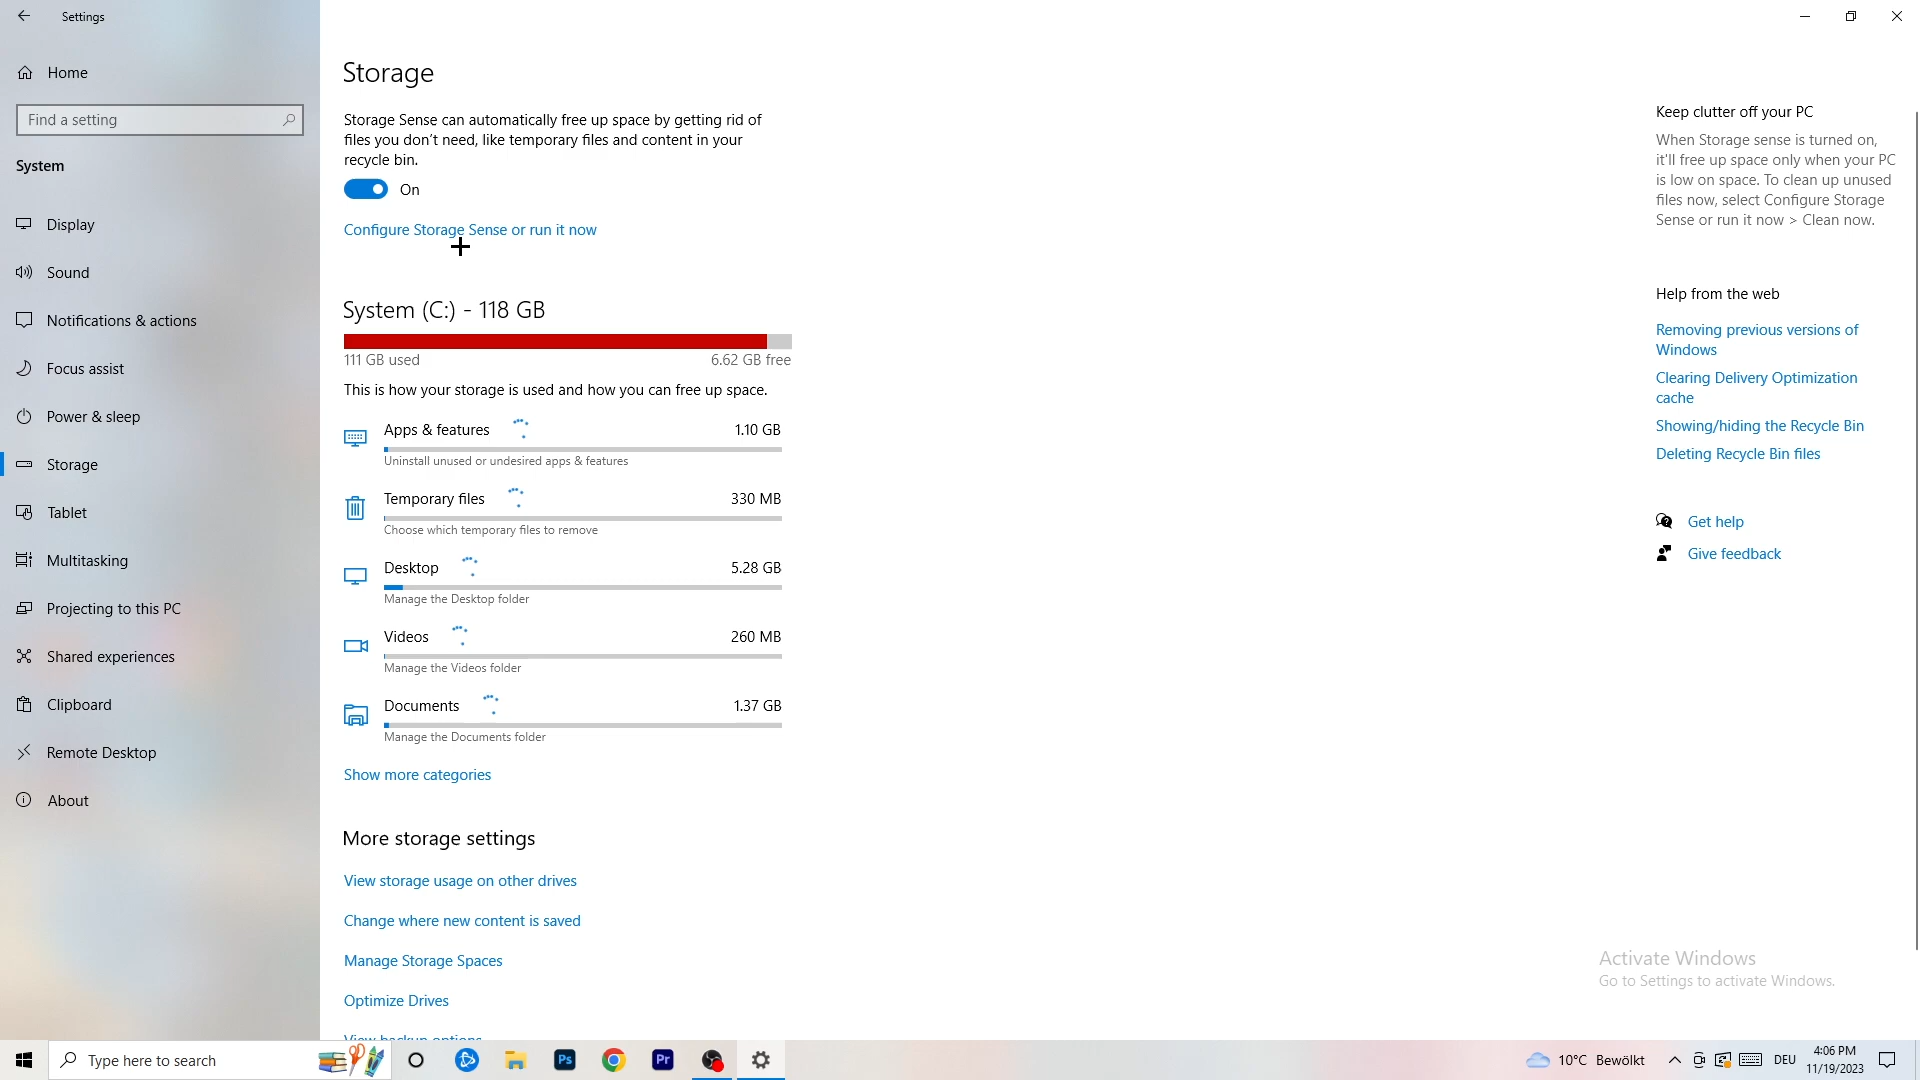 Settings
Home
Find a setting
System
Display
Sound
Notifications & actions
Focus assist
Power & sleep
Storage
Tablet
Multitasking
Projecting to this PC
Shared experiences
Clipboard
Remote Desktop
About
Storage
Storage Sense can automatically free up space by getting rid of
files you don't need, like temporary files and content in your
recycle bin.
On
Configure Storage Sense or run it now
System (C:) - 118 GB
111 GB used 6.62 GB free
This is how your storage is used and how you can free up space.
Apps & features 1.10 GB
Uninstall unused or undesired apps & features
Temporary files 330 MB
Choose which temporary files to remove
Desktop 5.28 GB
Manage the Desktop folder
Videos 260 MB
Manage the Videos folder
Documents 1.37 GB
Manage the Documents folder
Show more categories
More storage settings
View storage usage on other drives
Change where new content is saved
Manage Storage Spaces
Optimize Drives
View backup options
Keep clutter off your PC
When Storage sense is turned on,
it'll free up space only when your PC
is low on space. To clean up unused
files now, select Configure Storage
Sense or run it now > Clean now.
Help from the web
Removing previous versions of
Windows
Clearing Delivery Optimization
cache
Showing/hiding the Recycle Bin
Deleting Recycle Bin files
Get help
Give feedback
Activate Windows
Go to Settings to activate Windows.
Type here to search
Ps
Pr
10°C Bewölkt
DEU
4:06 PM
11/19/2023